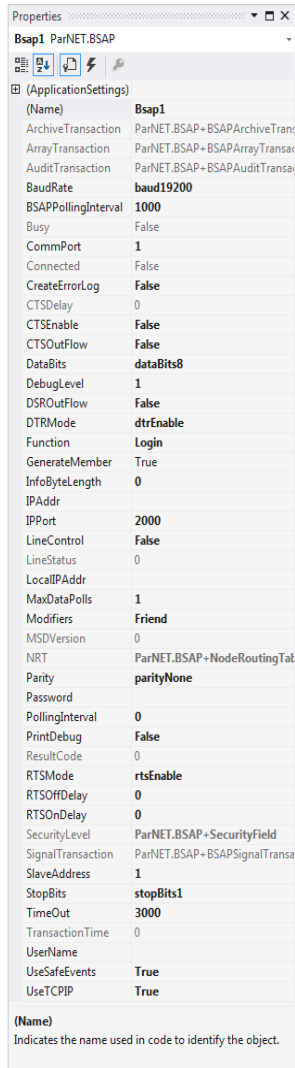 Properties
Bsap1 ParNET.BSAP
(ApplicationSettings)
(Name) Bsap1
ArchiveTransaction ParNET.BSAP+BSAPArchiveTrans
ArrayTransaction ParNET.BSAP+BSAPArrayTransac
AuditTransaction ParNET.BSAP+BSAPAuditTransac
BaudRate baud19200
BSAPPollingInterval 1000
Busy False
CommPort 1
Connected False
CreateErrorLog False
CTSDelay 0
CTSEnable False
CTSOutFlow False
DataBits dataBits8
DebugLevel 1
DSROutFlow False
DTRMode dtrEnable
Function Login
GenerateMember True
InfoByteLength 0
IPAddr
IPPort 2000
LineControl False
LineStatus 0
LocalIPAddr
MaxDataPolls 1
Modifiers Friend
MSDVersion 0
NRT ParNET.BSAP+NodeRoutingTab
Parity parityNone
Password
PollingInterval 0
PrintDebug False
ResultCode 0
RTSMode rtsEnable
RTSOffDelay 0
RTSOnDelay 0
SecurityLevel ParNET.BSAP+SecurityField
SignalTransaction ParNET.BSAP+BSAPSignalTransa
SlaveAddress 1
StopBits stopBits1
TimeOut 3000
TransactionTime 0
UserName
UseSafeEvents True
UseTCPIP True
(Name)
Indicates the name used in code to identify the object.